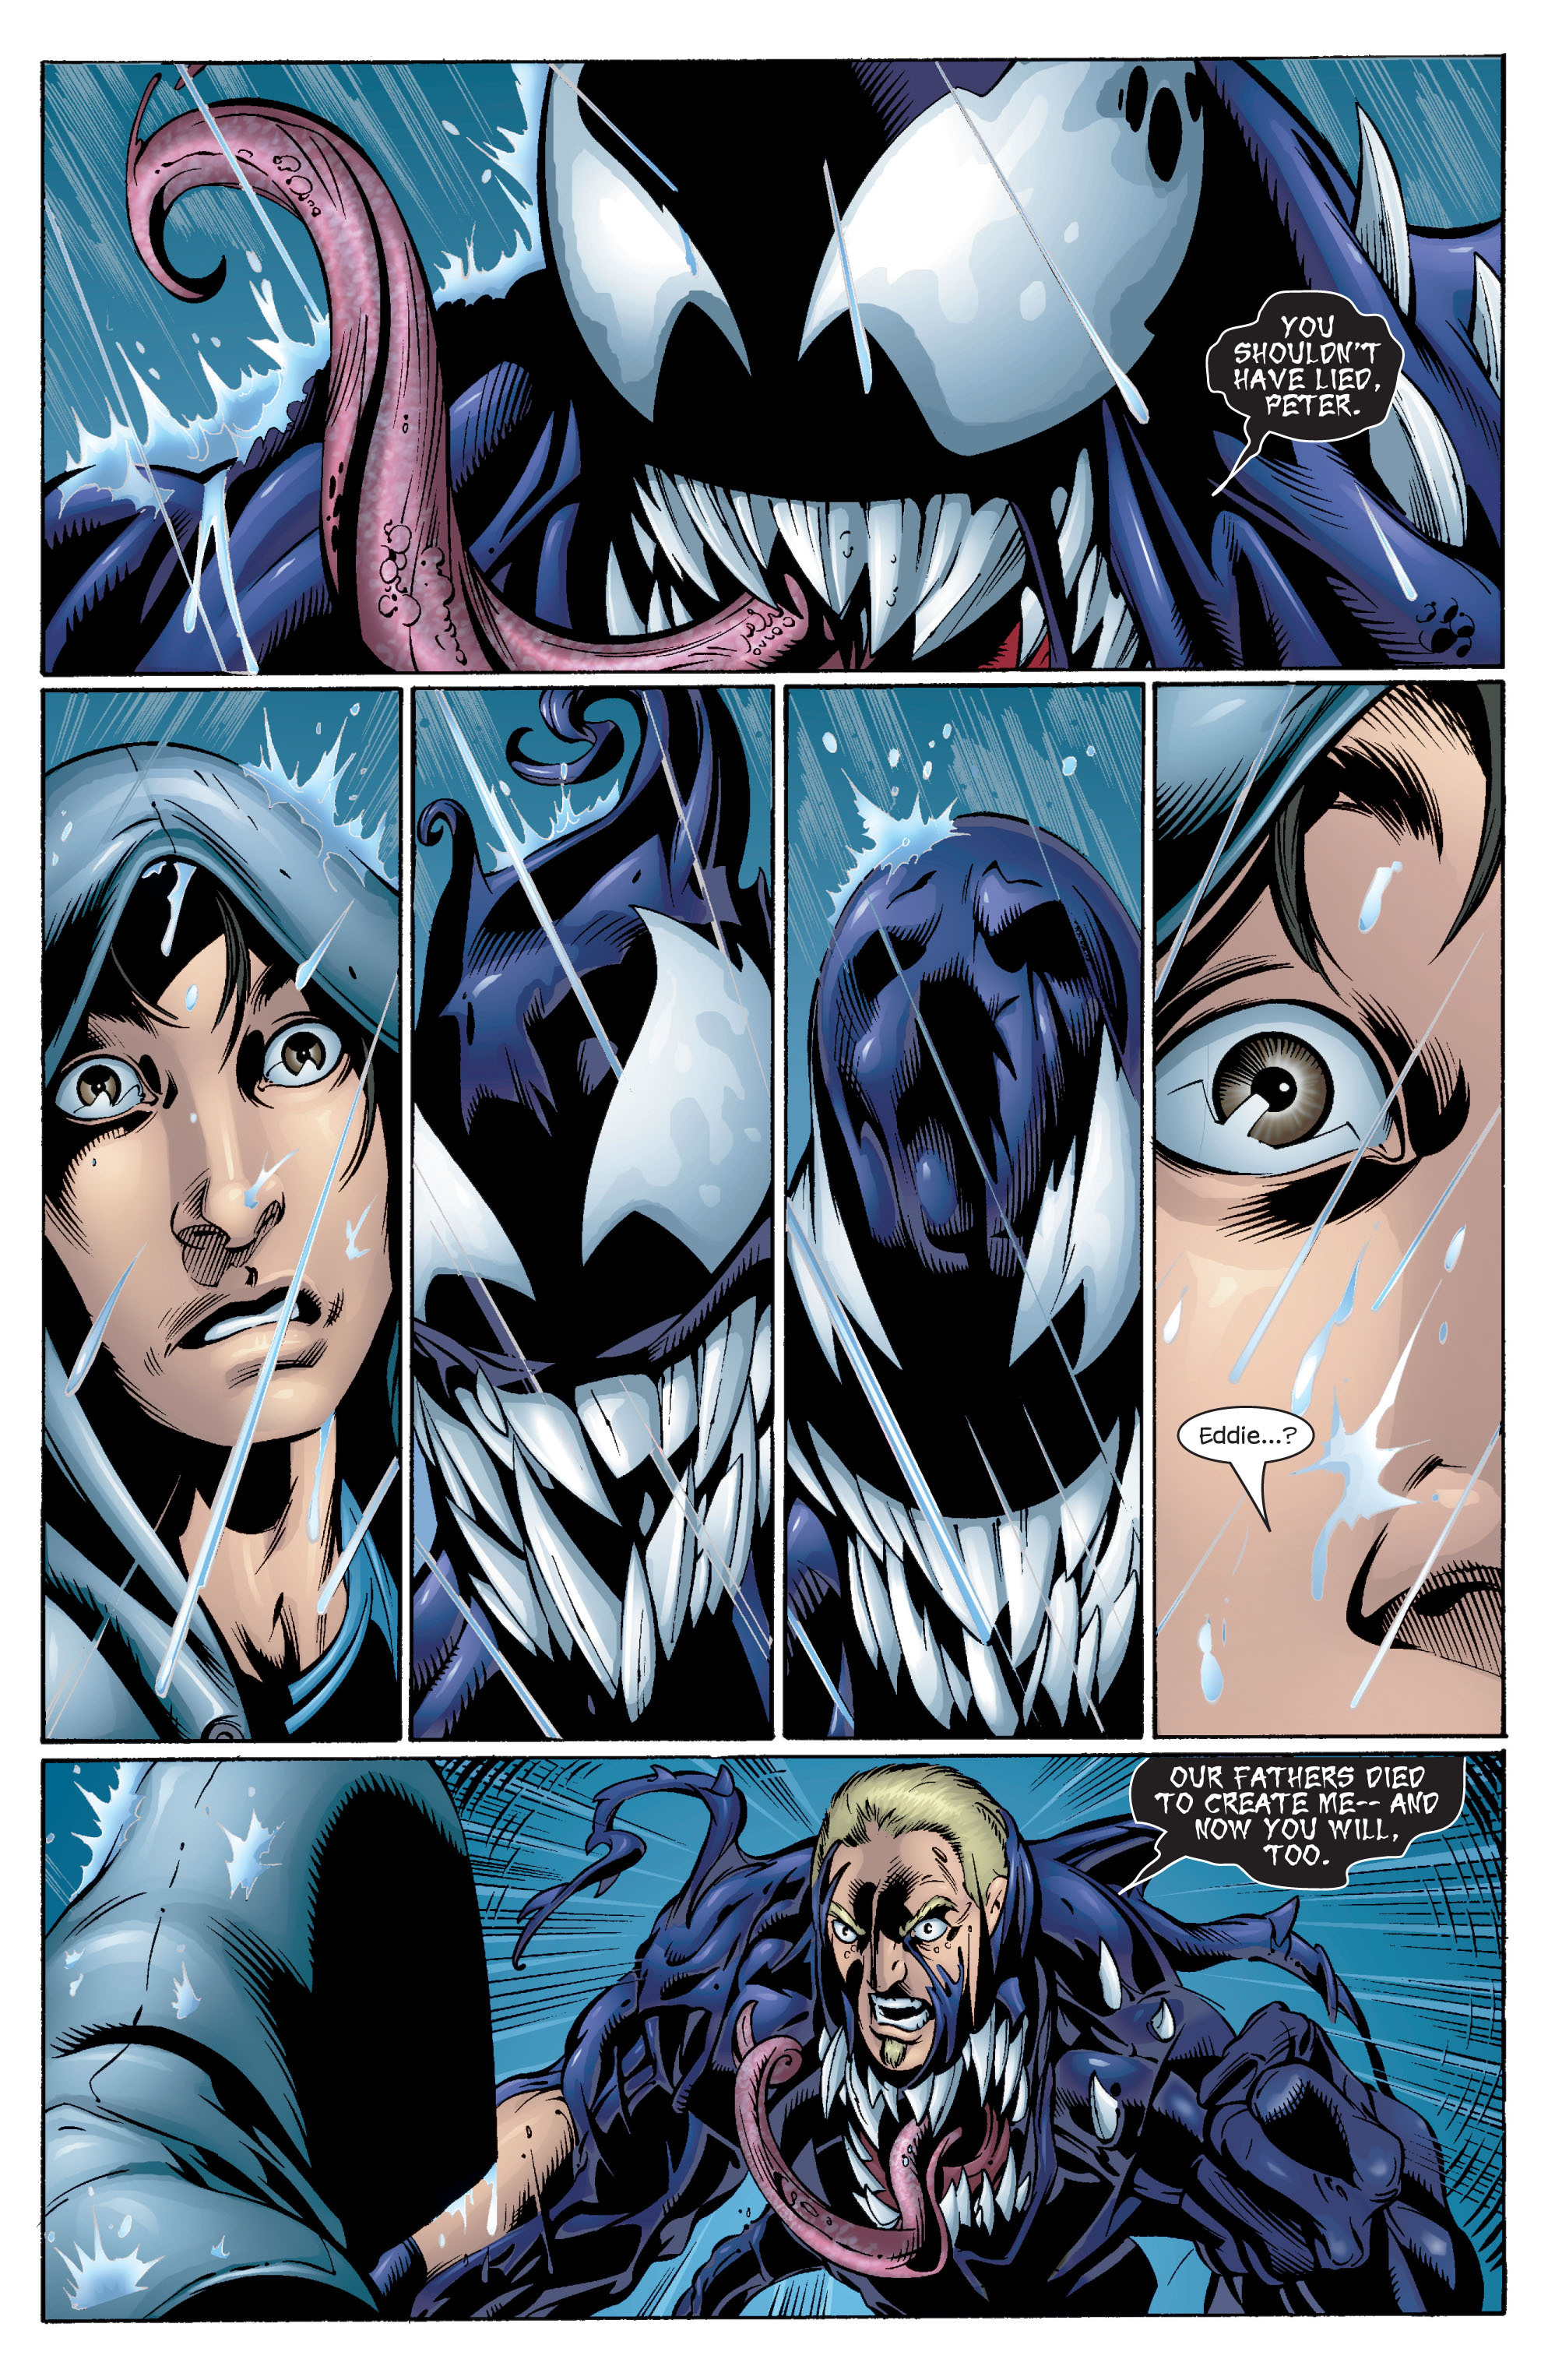 YOU
SHOULDN'T
HAVE LIED,
PETER.
Eddie...?
OUR FATHERS DIED
TO CREATE ME-- AND
NOW YOU WILL,
TOO.